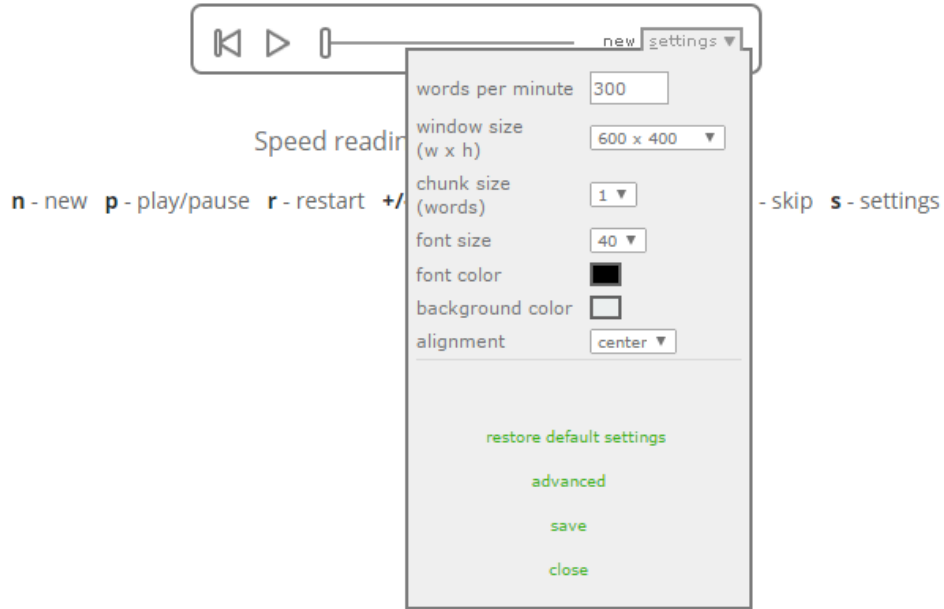 new settings ▼
words per minute 300
window size
(w x h) 600 x 400 ▼
chunk size
(words) 1 ▼
font size 40 ▼
font color
background color
alignment center ▼
restore default settings
advanced
save
close
Speed
n - new p - play/pause r - restart - skip s - settings